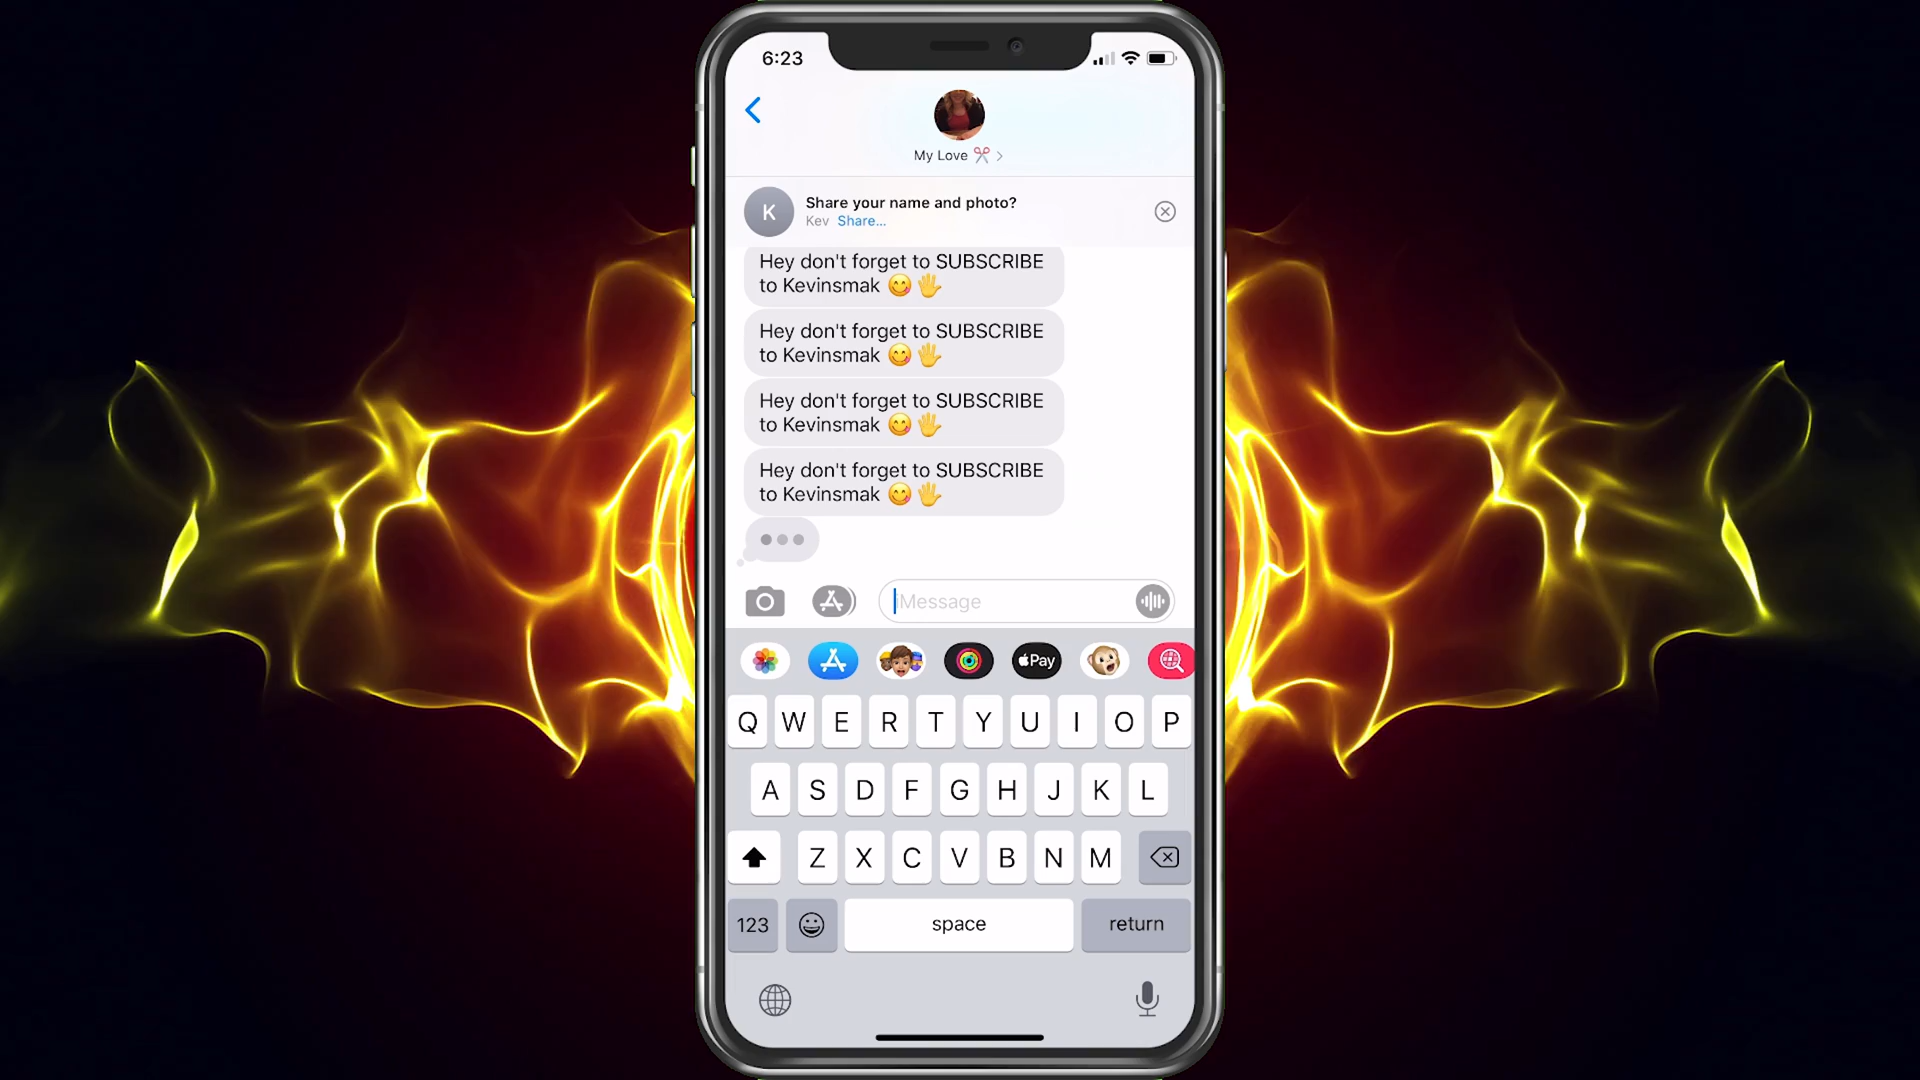 6:23
My Love ✂️ >
K
Share your name and photo?
Kev Share...
Hey don't forget to SUBSCRIBE
to Kevinsmak 😋 🖐
Hey don't forget to SUBSCRIBE
to Kevinsmak 😋 🖐
Hey don't forget to SUBSCRIBE
to Kevinsmak 😋 🖐
Hey don't forget to SUBSCRIBE
to Kevinsmak 😋 🖐
iMessage
Pay
Q W E R T Y U I O P
A S D F G H J K L
Z X C V B N M
123 space return